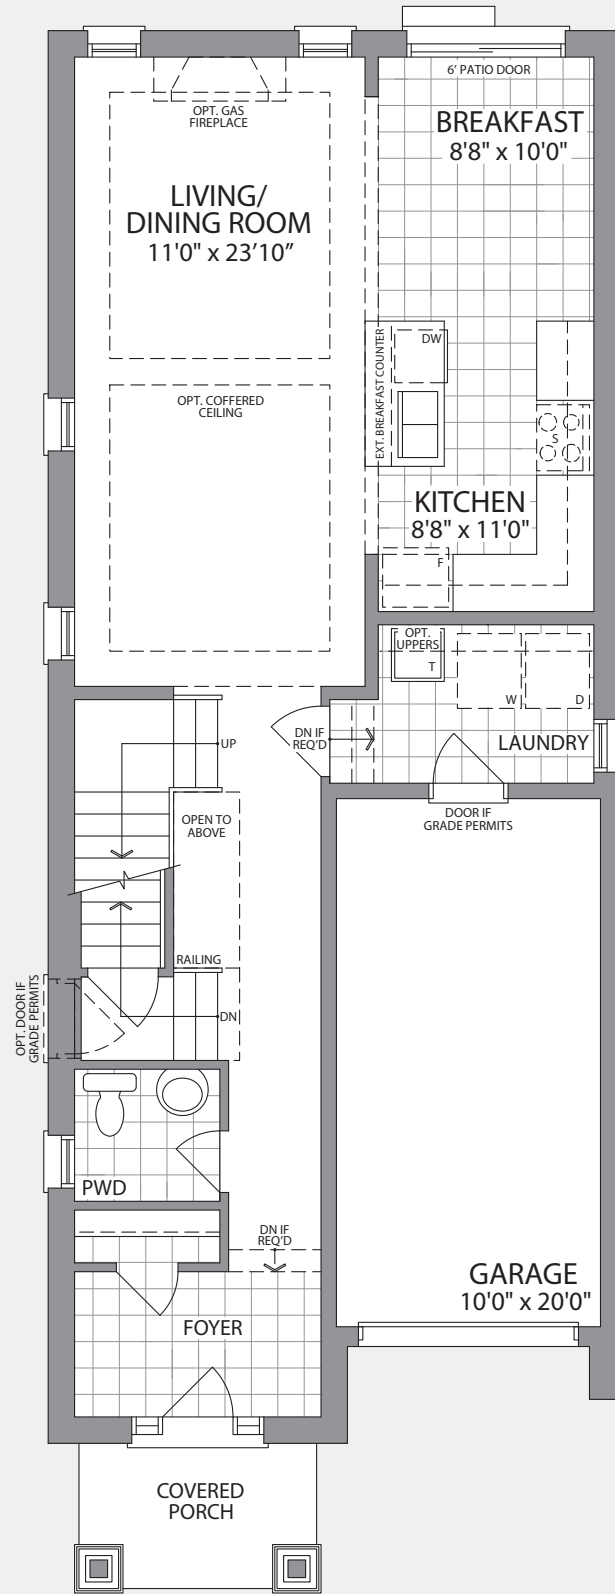 6' PATIO DOOR
BREAKFAST
8'8" x 10'0"
OPT. GAS
FIREPLACE
LIVING/
DINING ROOM
11'0" x 23’10”
OPT. COFFERED
CEILING
EXT. BREAKFAST COUNTER
DW
S
KITCHEN
8'8" x 11'0"
F
OPT.
UPPERS
T
W
D
LAUNDRY
DN IF
REQ'D
UP
OPEN TO
ABOVE
DOOR IF
GRADE PERMITS
RAILING
OPT. DOOR IF
GRADE PERMITS
DN
PWD
DN IF
REQ'D
GARAGE
10'0" x 20'0"
FOYER
COVERED
PORCH